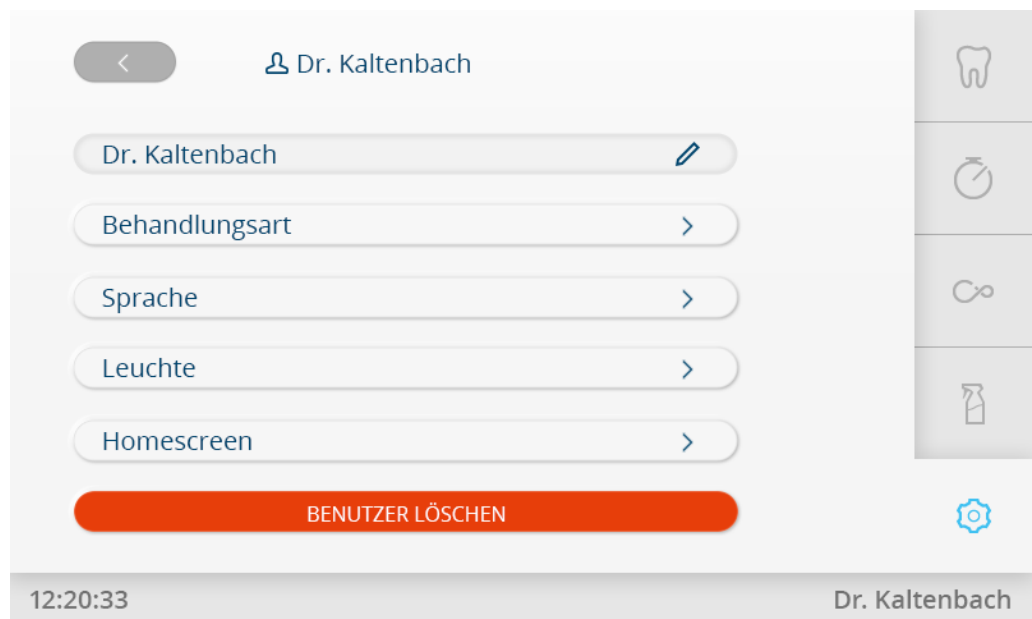 Dr. Kaltenbach
Dr. Kaltenbach
Behandlungsart
Sprache
Leuchte
Homescreen
BENUTZER LÖSCHEN
12:20:33 Dr. Kaltenbach